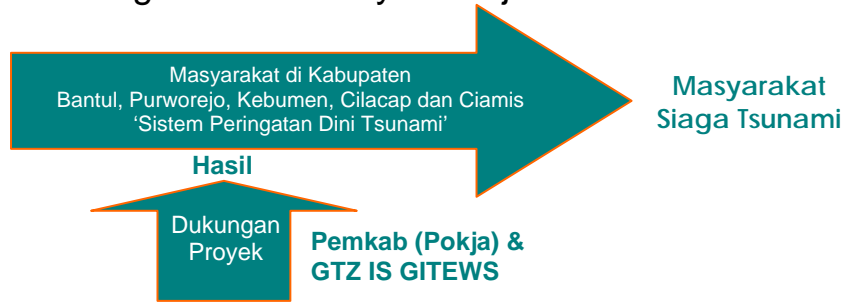 Masyarakat di Kabupaten
Bantul, Purworejo, Kebumen, Cilacap dan Ciamis
'Sistem Peringatan Dini Tsunami'
Masyarakat
Siaga Tsunami
Hasil
Dukungan
Proyek
Pemkab (Pokja) &
GTZ IS GITEWS